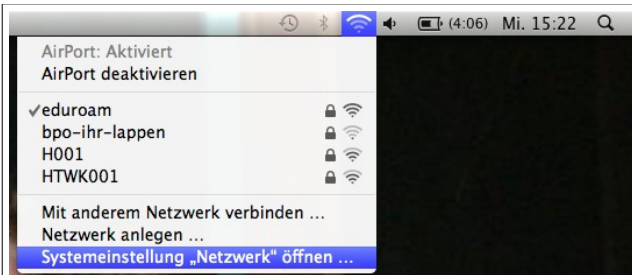 (4:06) Mi. 15:22
AirPort: Aktiviert
AirPort deaktivieren
✓eduroam
bpo-ihr-lappen
H001
HTWK001
Mit anderem Netzwerk verbinden ...
Netzwerk anlegen ...
Systemeinstellung „Netzwerk“ öffnen ...